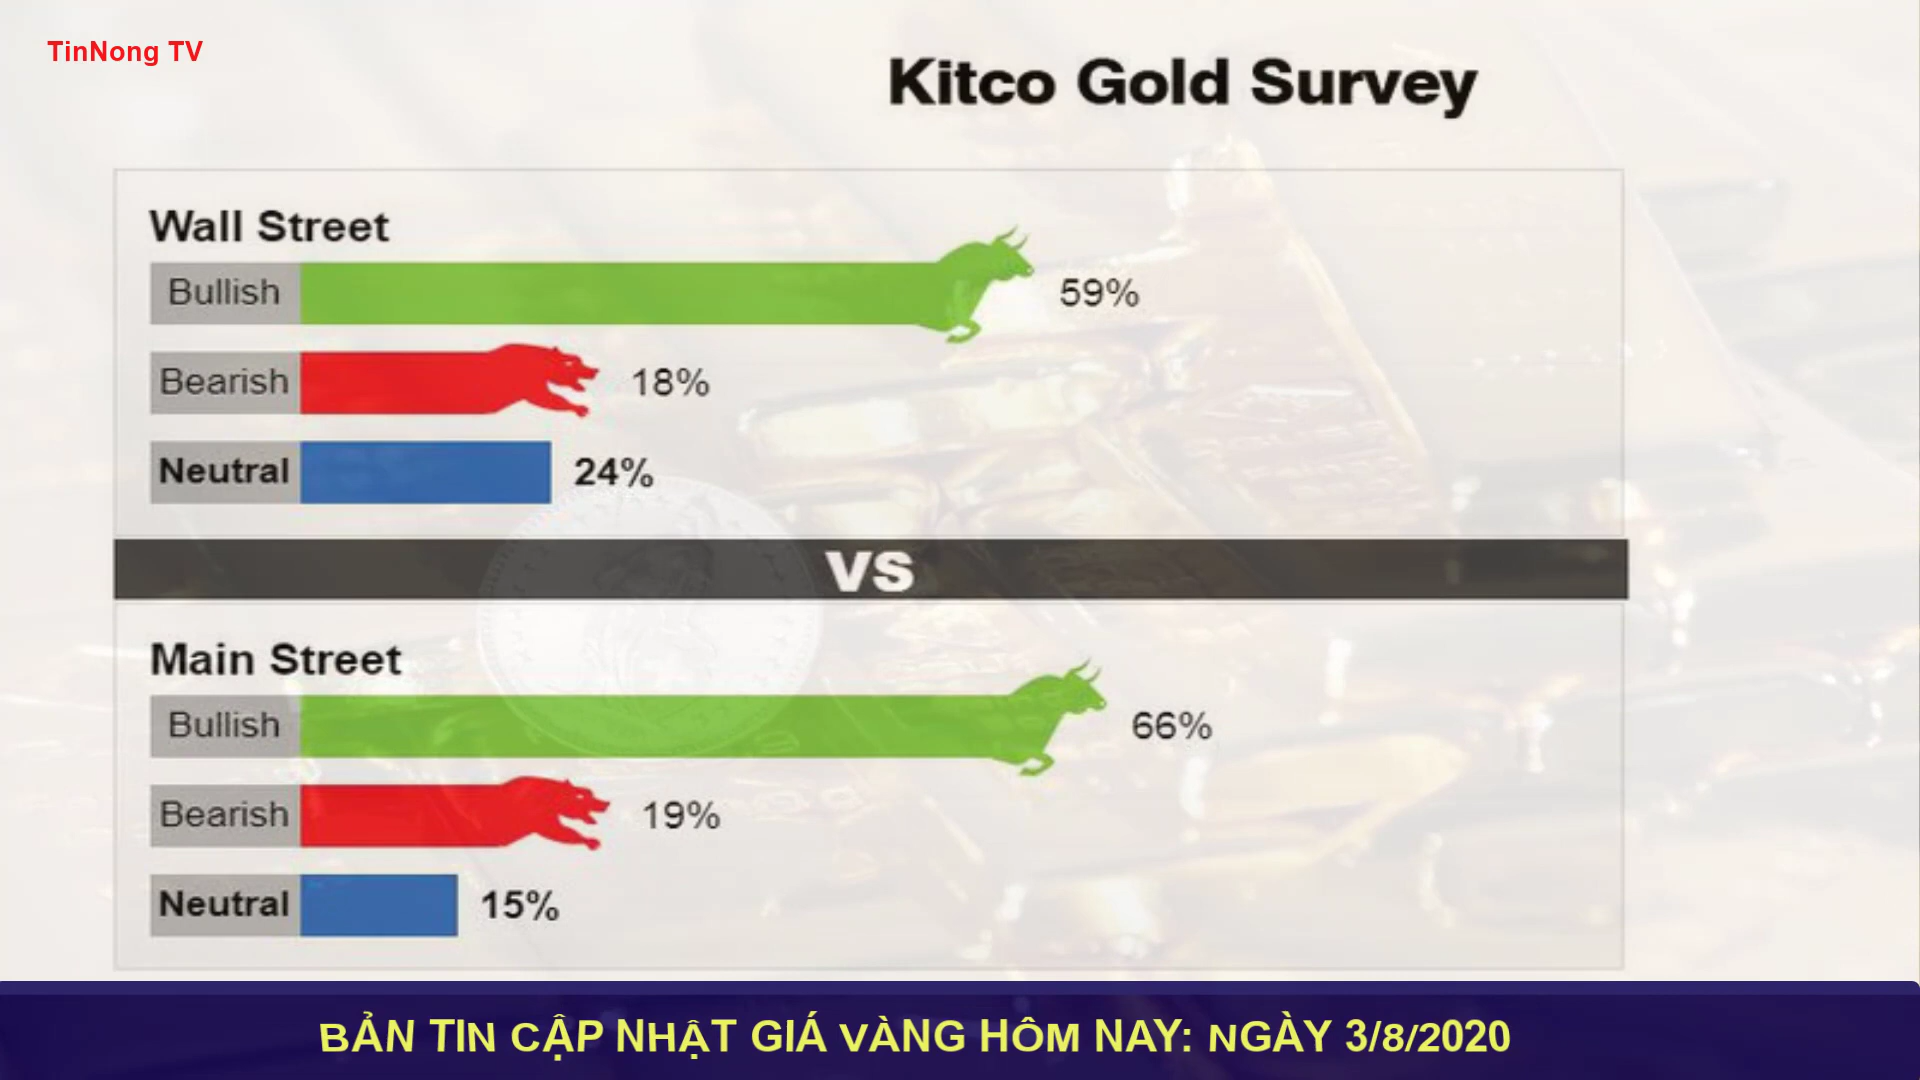 TinNong TV
Kitco Gold Survey
Wall Street
Bullish 59%
Bearish 18%
Neutral 24%
VS
Main Street
Bullish 66%
Bearish 19%
Neutral 15%
BẢN TIN CẬP NHẬT GIÁ VÀNG HÔM NAY: NGÀY 3/8/2020